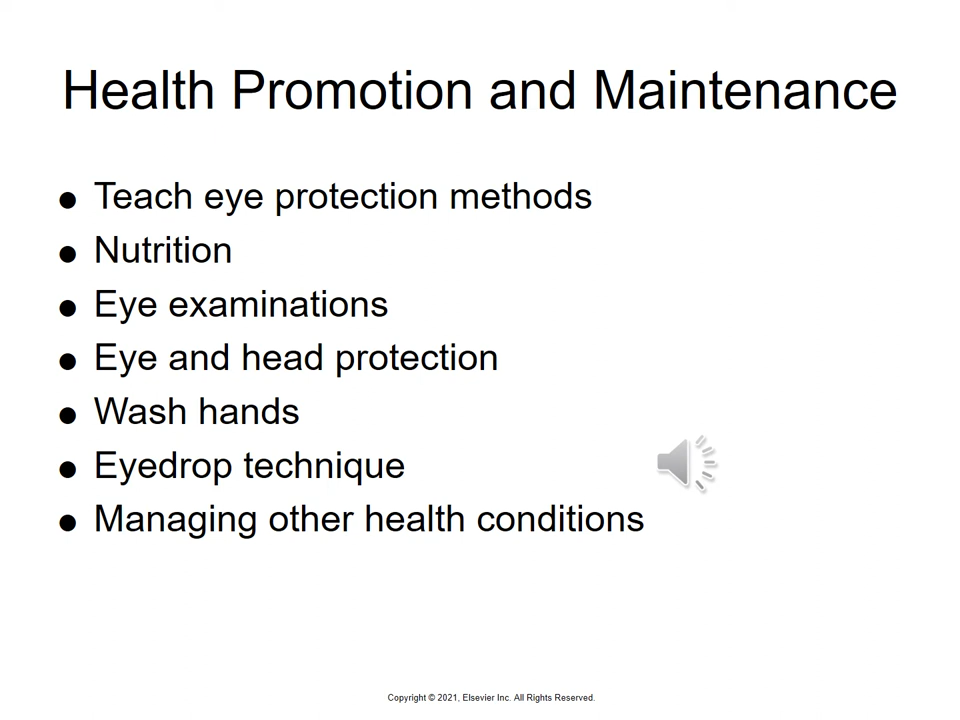 Health Promotion and Maintenance
● Teach eye protection methods
● Nutrition
● Eye examinations
● Eye and head protection
● Wash hands
● Eyedrop technique
● Managing other health conditions
Copyright © 2021, Elsevier Inc. All Rights Reserved.